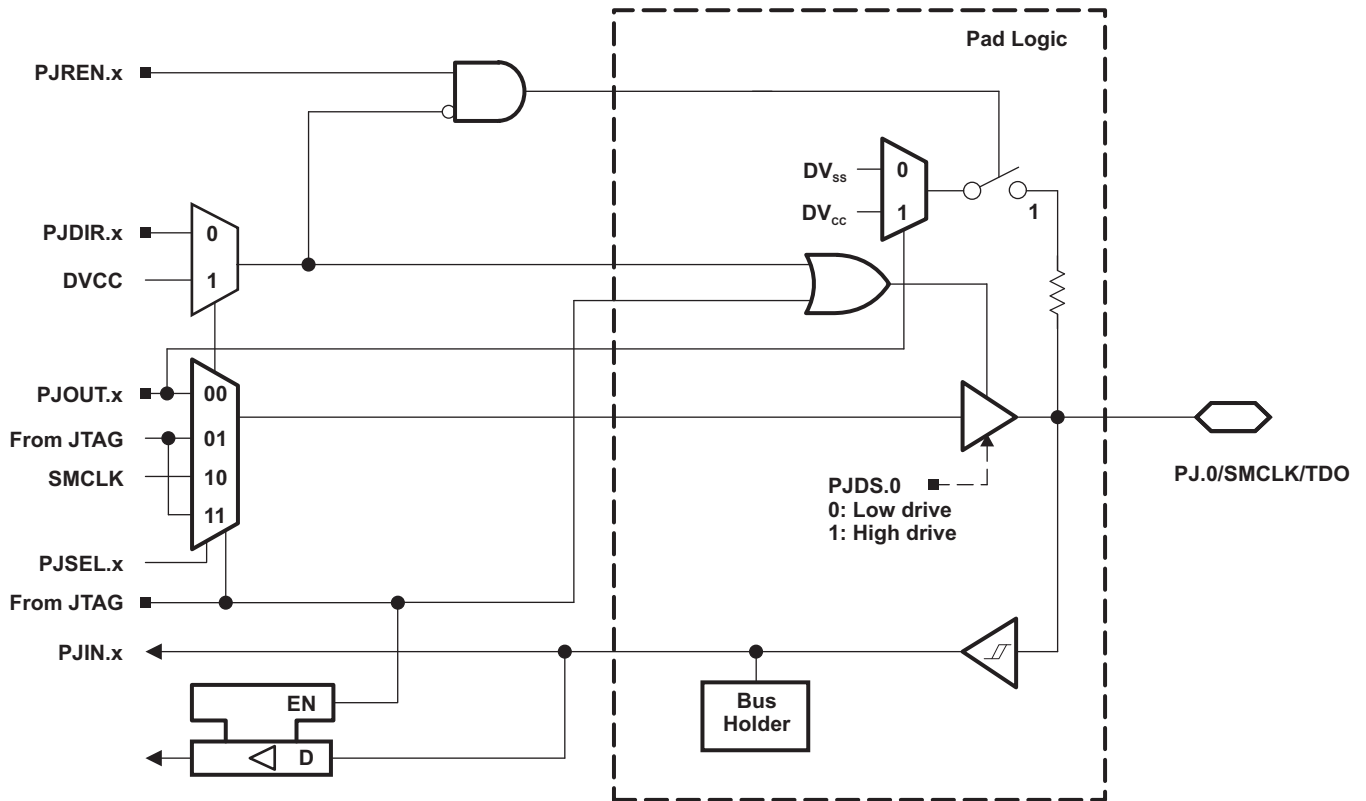 Pad Logic
PJREN.x
DVss
0
DVcc
1
1
PJDIR.x
0
DVCC
1
PJOUT.x
00
From JTAG
01
SMCLK
10
11
PJDS.0
0: Low drive
1: High drive
PJ.0/SMCLK/TDO
PJSEL.x
From JTAG
PJIN.x
EN
D
Bus
Holder